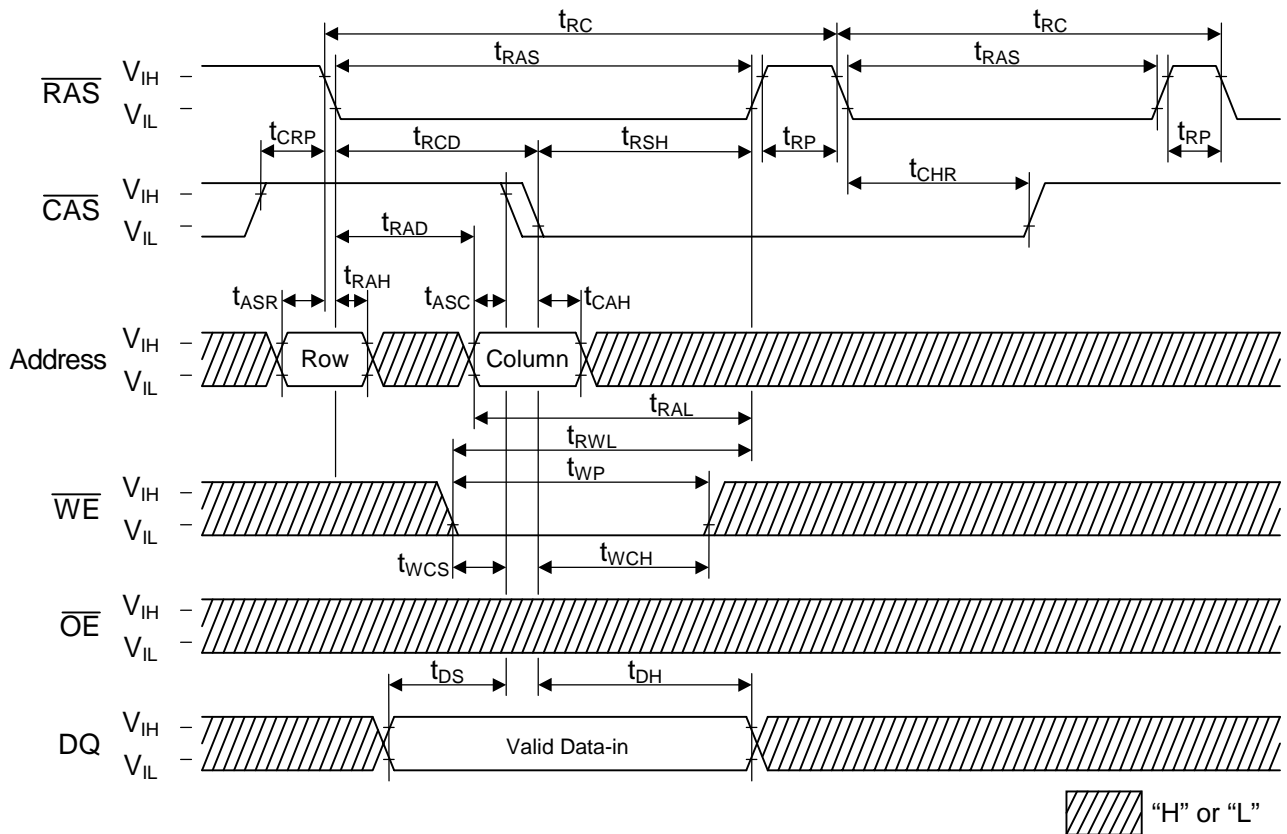 tRC tRC
tRAS tRAS
RAS VIH
VIL
tCRP tRCD tRSH tRP tRP
tCHR
CAS VIH
VIL
tRAD
tRAH
tASR tASC tCAH
Address VIH
VIL
Row Column
tRAL
tRWL
tWP
WE VIH
VIL
tWCS tWCH
OE VIH
VIL
tDS tDH
DQ VIH
VIL
Valid Data-in
“H” or “L”